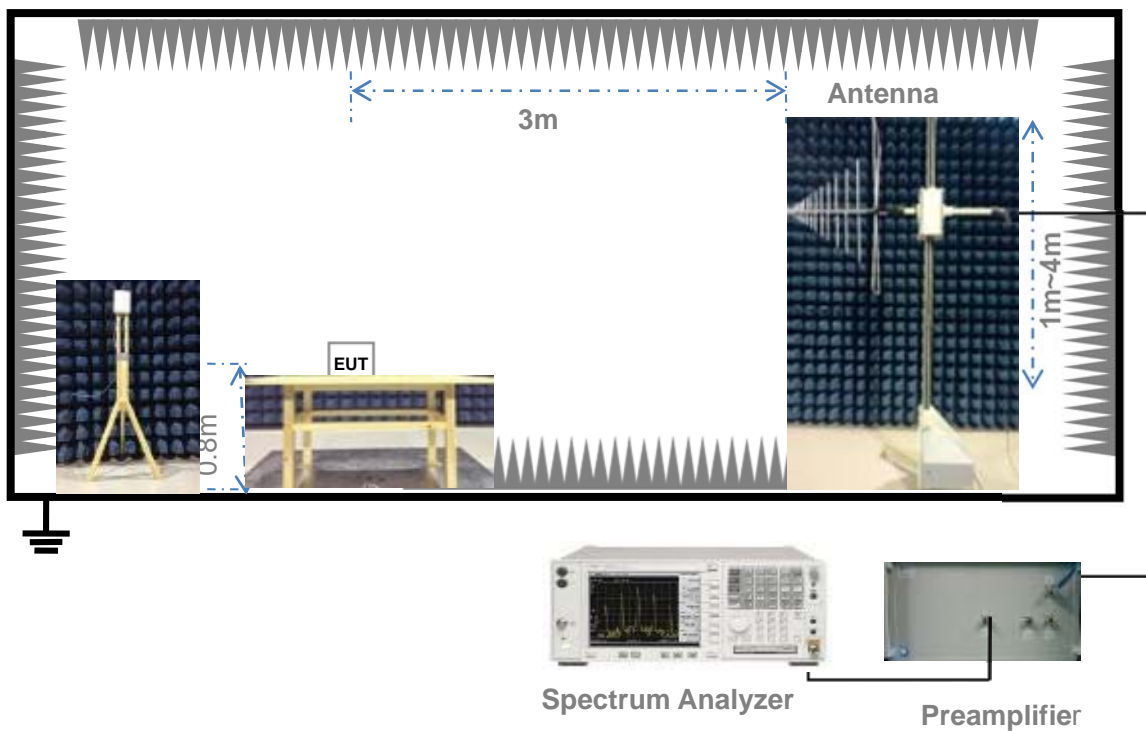 Antenna
3m
1m~4m
EUT
0.8m
Spectrum Analyzer
Preamplifier